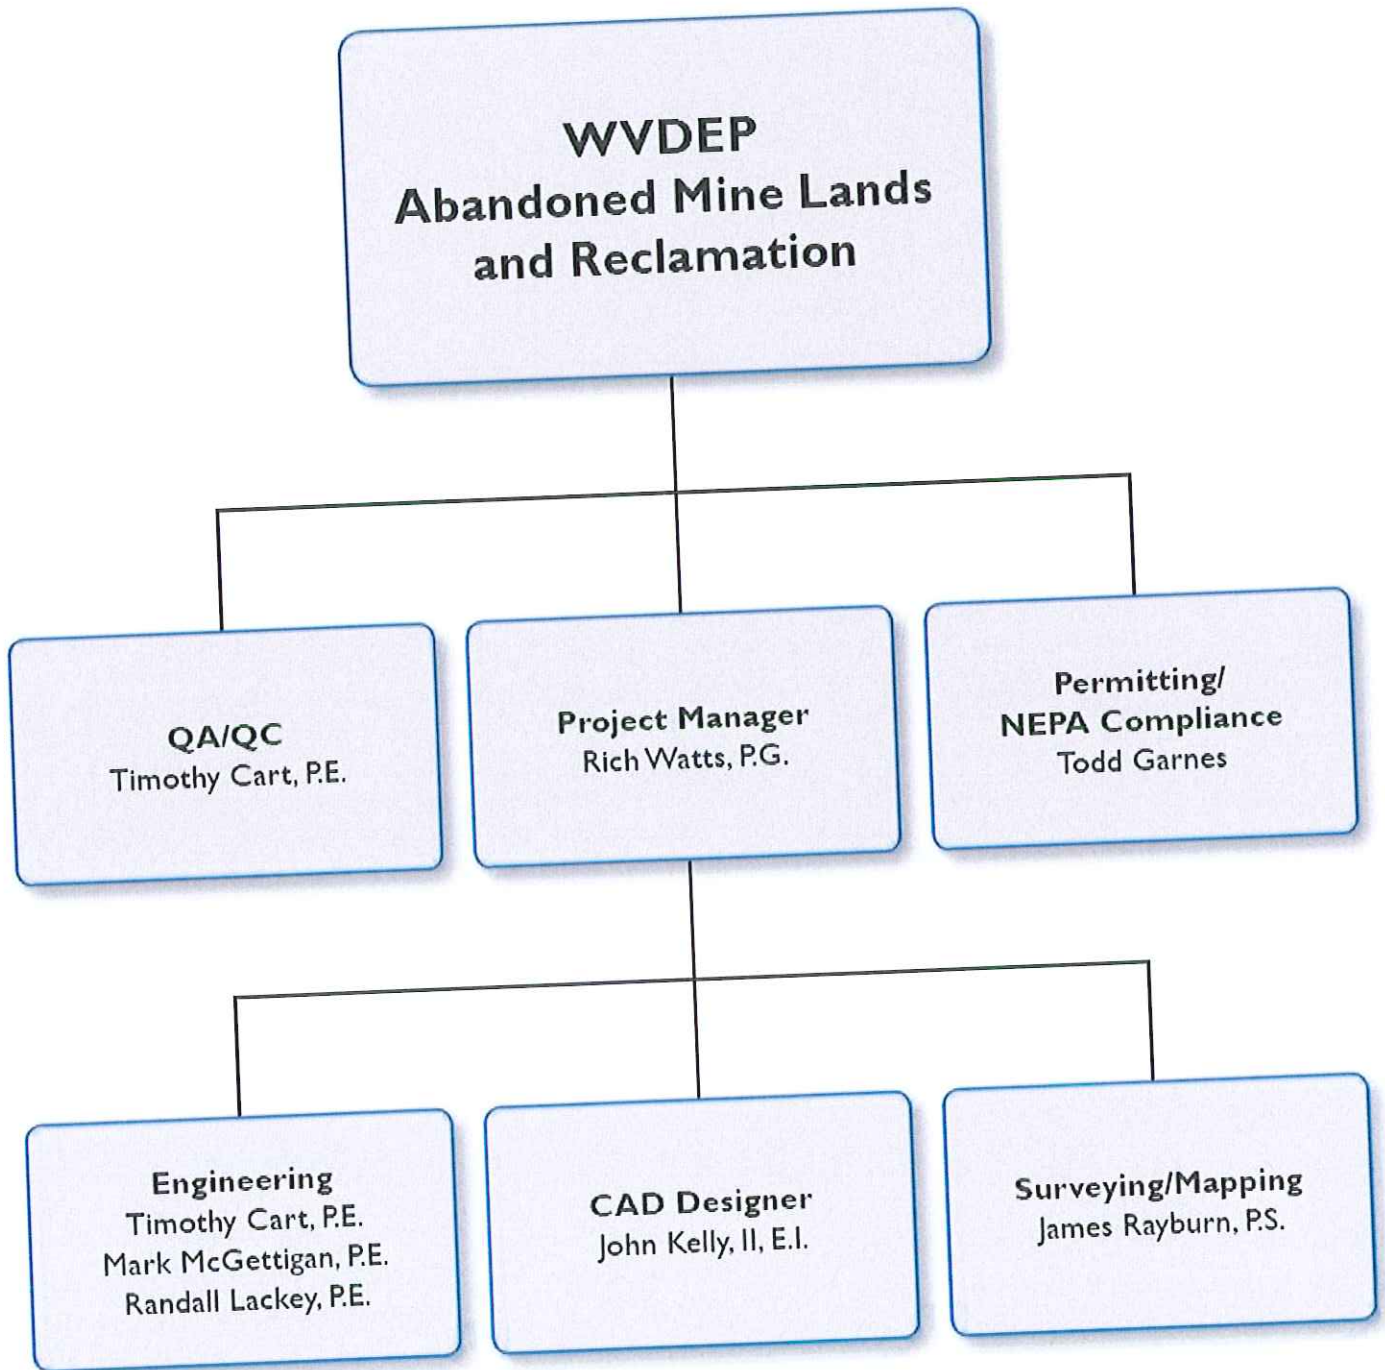 WVDEP
Abandoned Mine Lands
and Reclamation
QA/QC
Timothy Cart, P.E.
Project Manager
Rich Watts, P.G.
Permitting/
NEPA Compliance
Todd Garnes
Engineering
Timothy Cart, P.E.
Mark McGettigan, P.E.
Randall Lackey, P.E.
CAD Designer
John Kelly, II, E.I.
Surveying/Mapping
James Rayburn, P.S.